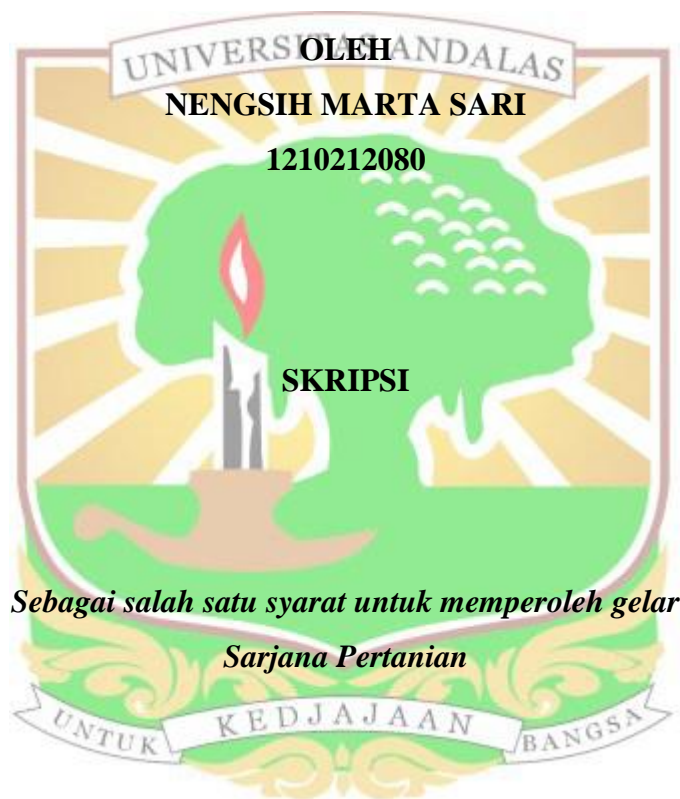 UNIVERSITAS ANDALAS
OLEH
NENGSIH MARTA SARI
1210212080
SKRIPSI
Sebagai salah satu syarat untuk memperoleh gelar
Sarjana Pertanian
UNTUK KEDJAJAAN BANGSA